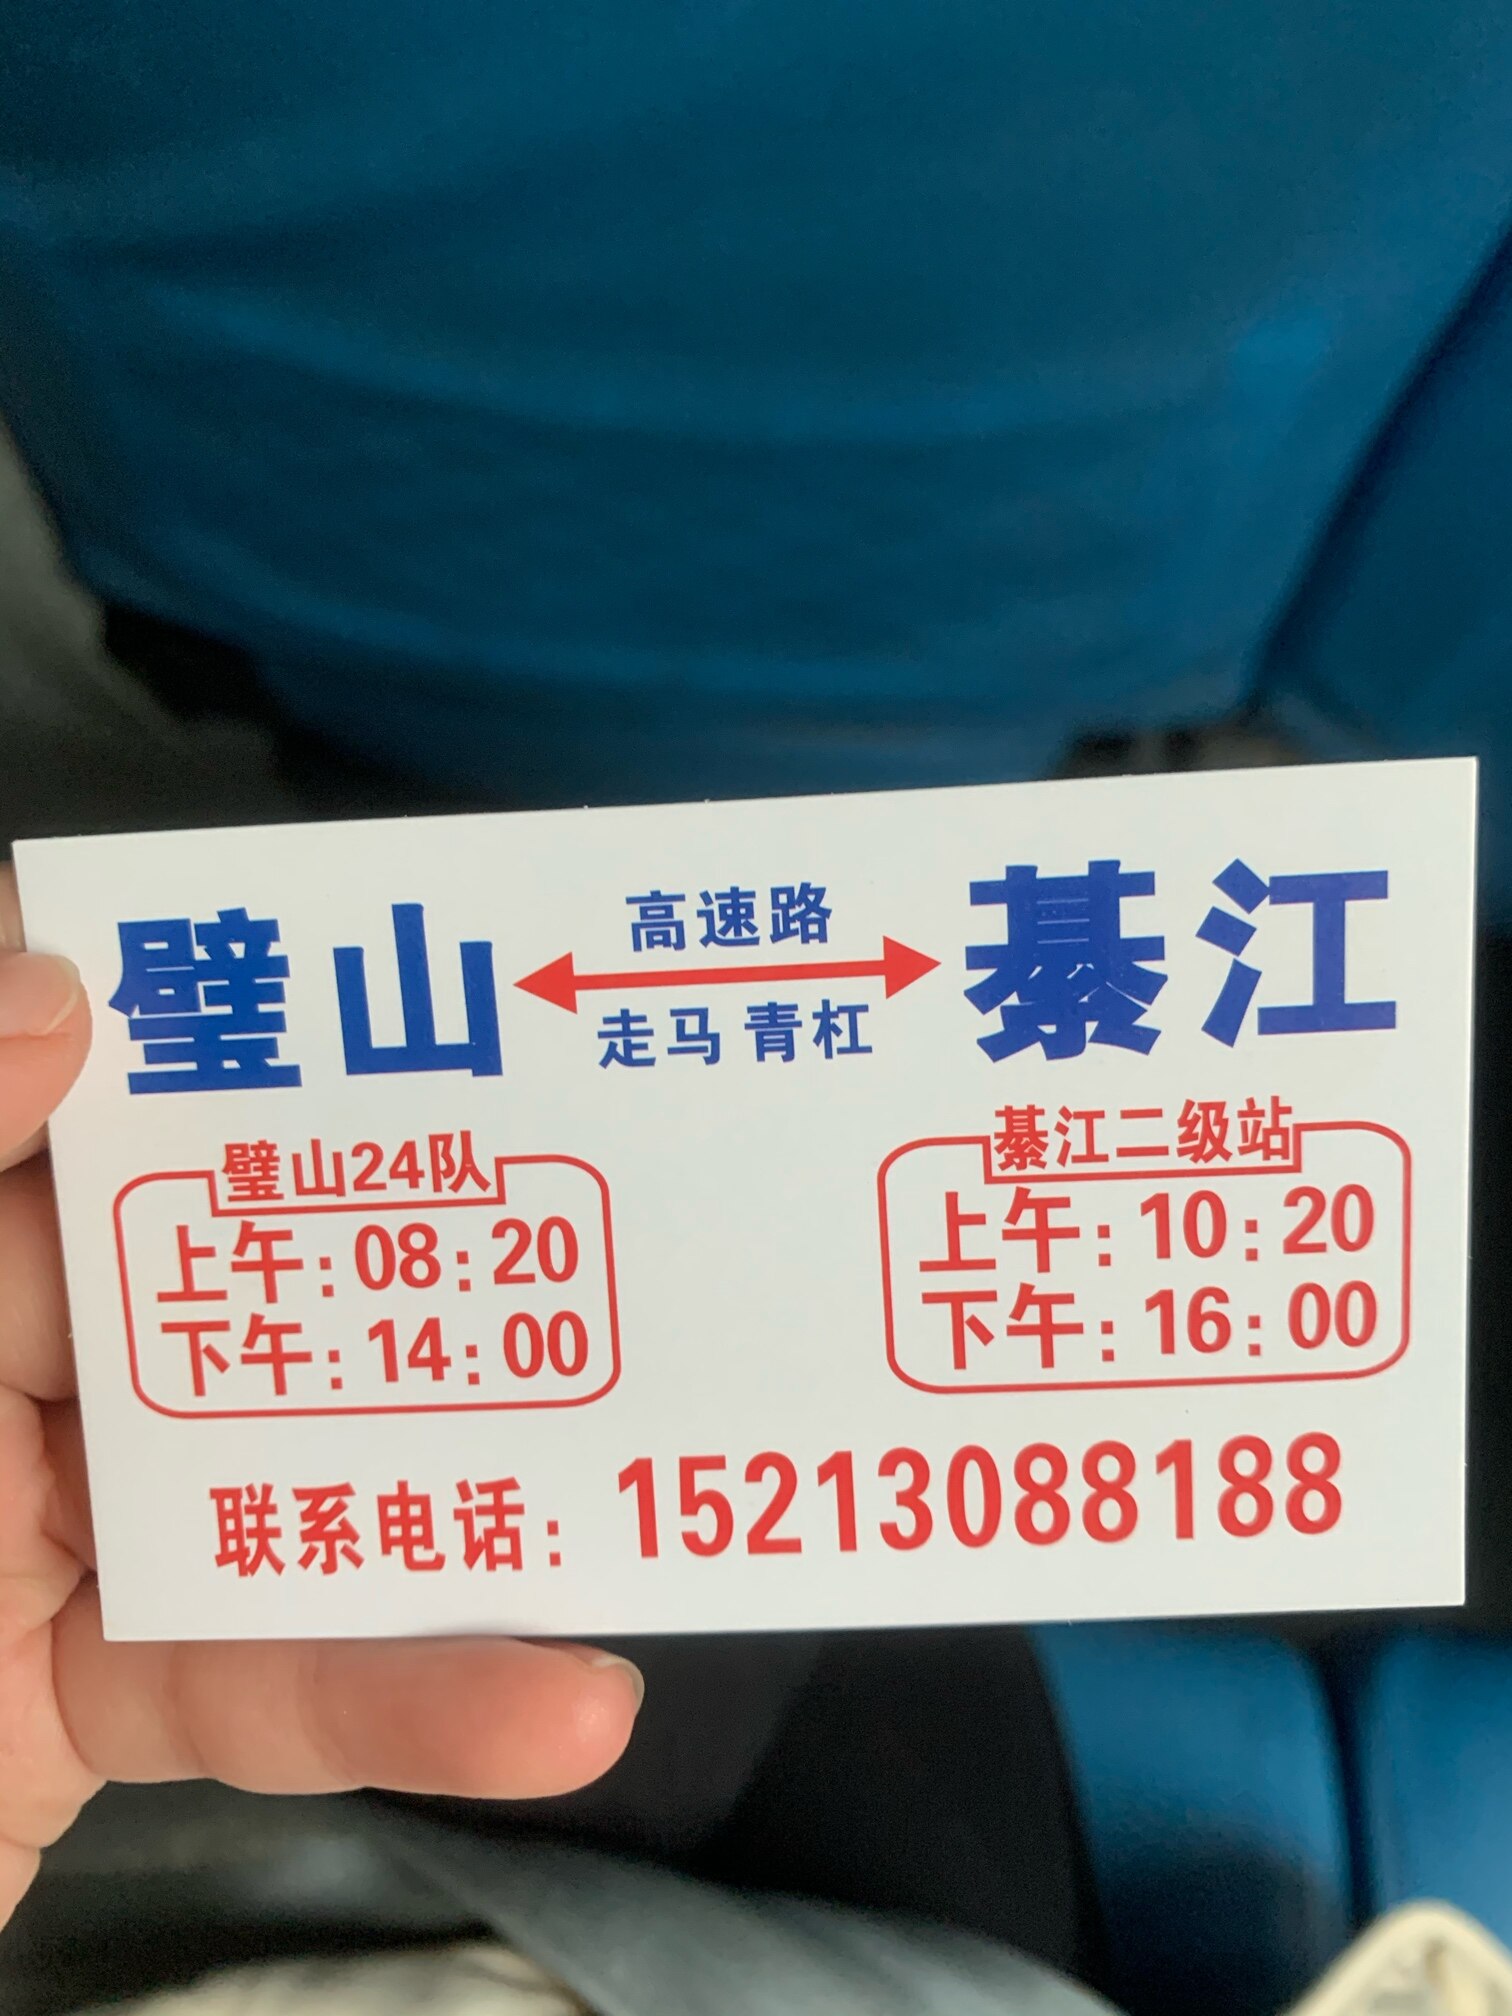 璧山 高速路 綦江
走马 青杠
璧山24队
上午:08:20
下午:14:00
綦江二级站
上午:10:20
下午:16:00
联系电话:15213088188